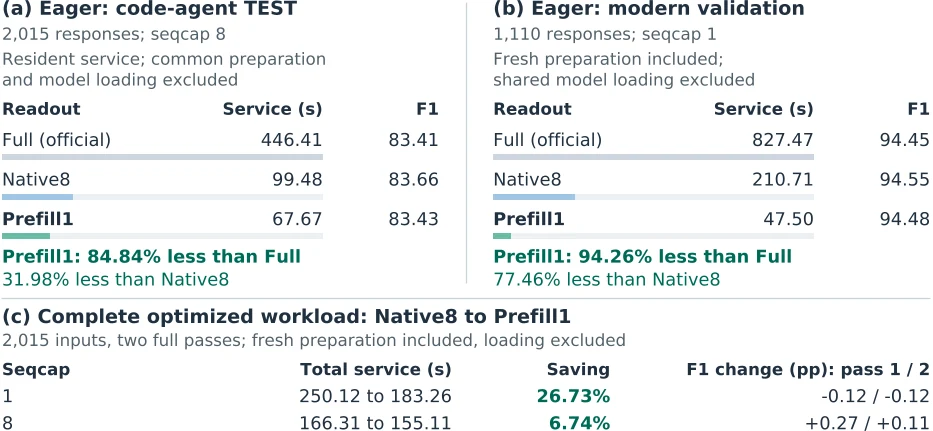 (a) Eager: code-agent TEST
2,015 responses; seqcap 8
Resident service; common preparation
and model loading excluded
Readout Service (s) F1
Full (official) 446.41 83.41
Native8 99.48 83.66
Prefill1 67.67 83.43
Prefill1: 84.84% less than Full
31.98% less than Native8
(b) Eager: modern validation
1,110 responses; seqcap 1
Fresh preparation included;
shared model loading excluded
Readout Service (s) F1
Full (official) 827.47 94.45
Native8 210.71 94.55
Prefill1 47.50 94.48
Prefill1: 94.26% less than Full
77.46% less than Native8
(c) Complete optimized workload: Native8 to Prefill1
2,015 inputs, two full passes; fresh preparation included, loading excluded
Seqcap Total service (s) Saving F1 change (pp): pass 1 / 2
1 250.12 to 183.26 26.73% -0.12 / -0.12
8 166.31 to 155.11 6.74% +0.27 / +0.11